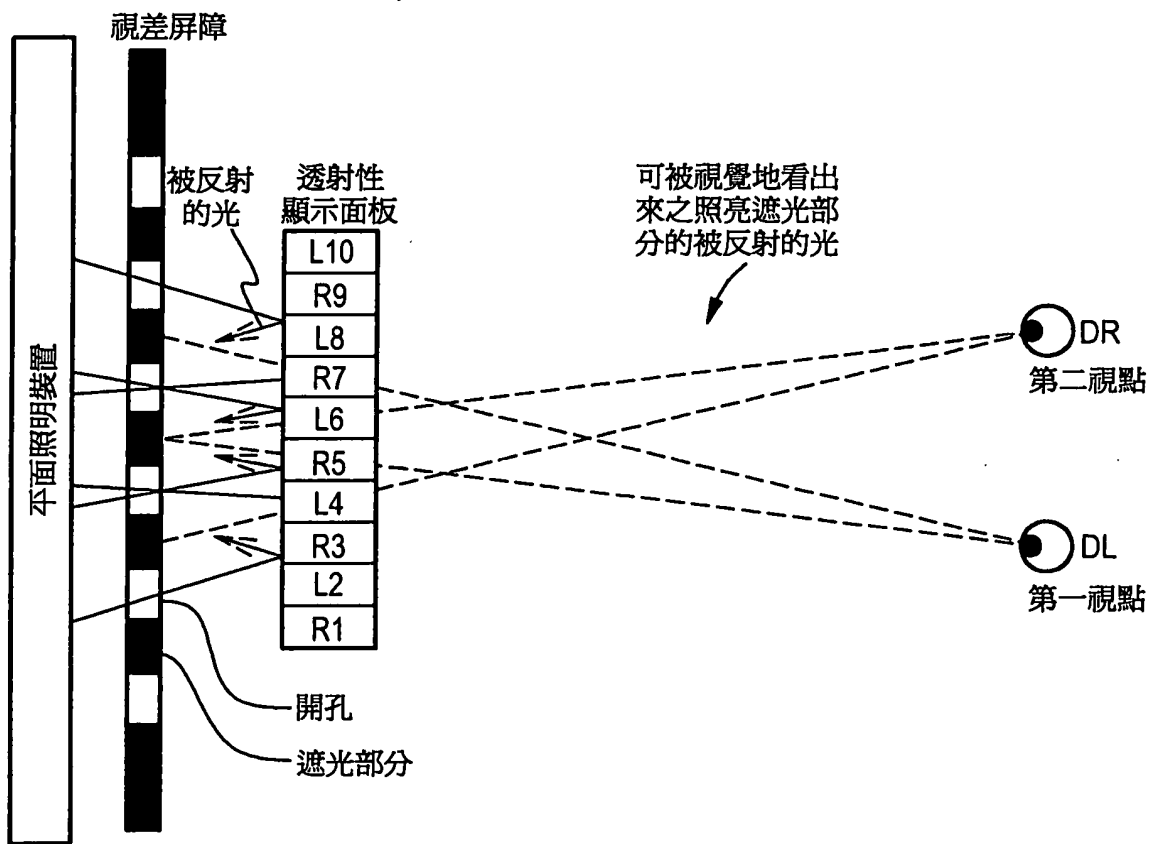 視差屏障
被反射
的光
透射性
顯示面板
可被視覺地看出
來之照亮遮光部
分的被反射的光
平面照明裝置
L10
R9
L8
R7
L6
R5
L4
R3
L2
R1
DR
第二視點
DL
第一視點
開孔
遮光部分